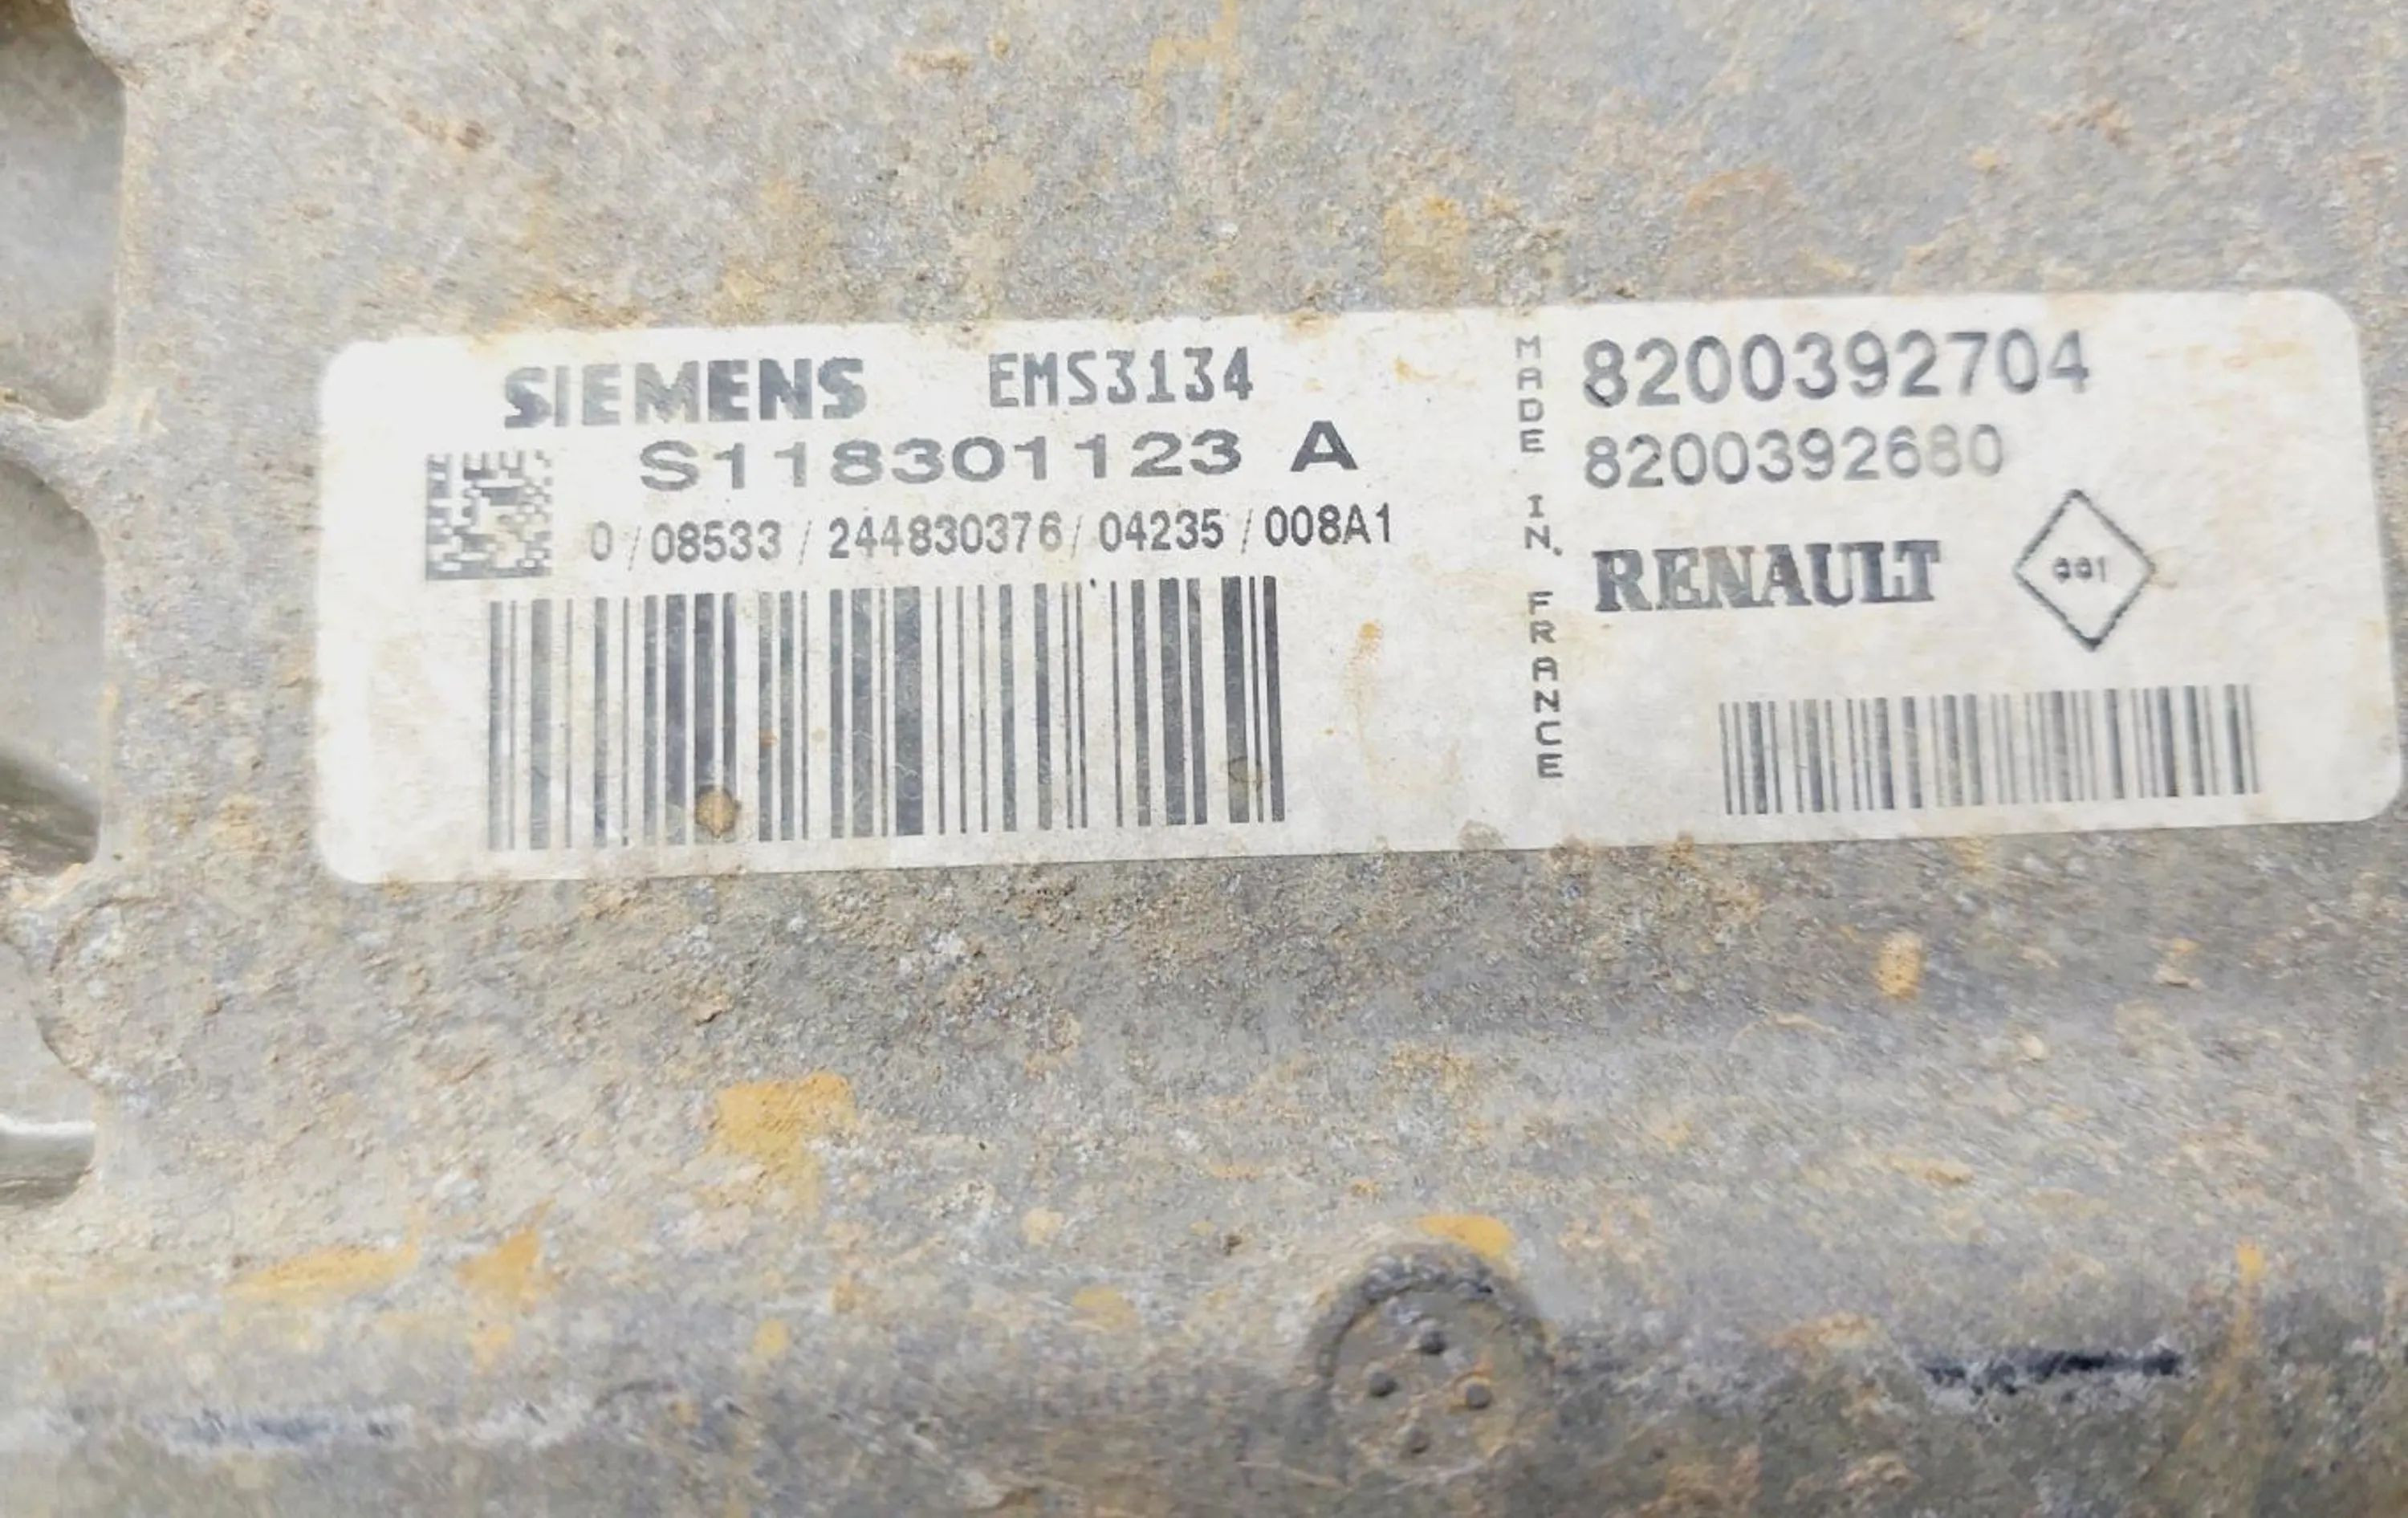 SIEMENS EMS3134
S118301123 A
0/08533/244830376/04235/008A1
MADE IN FRANCE
8200392704
8200392680
RENAULT